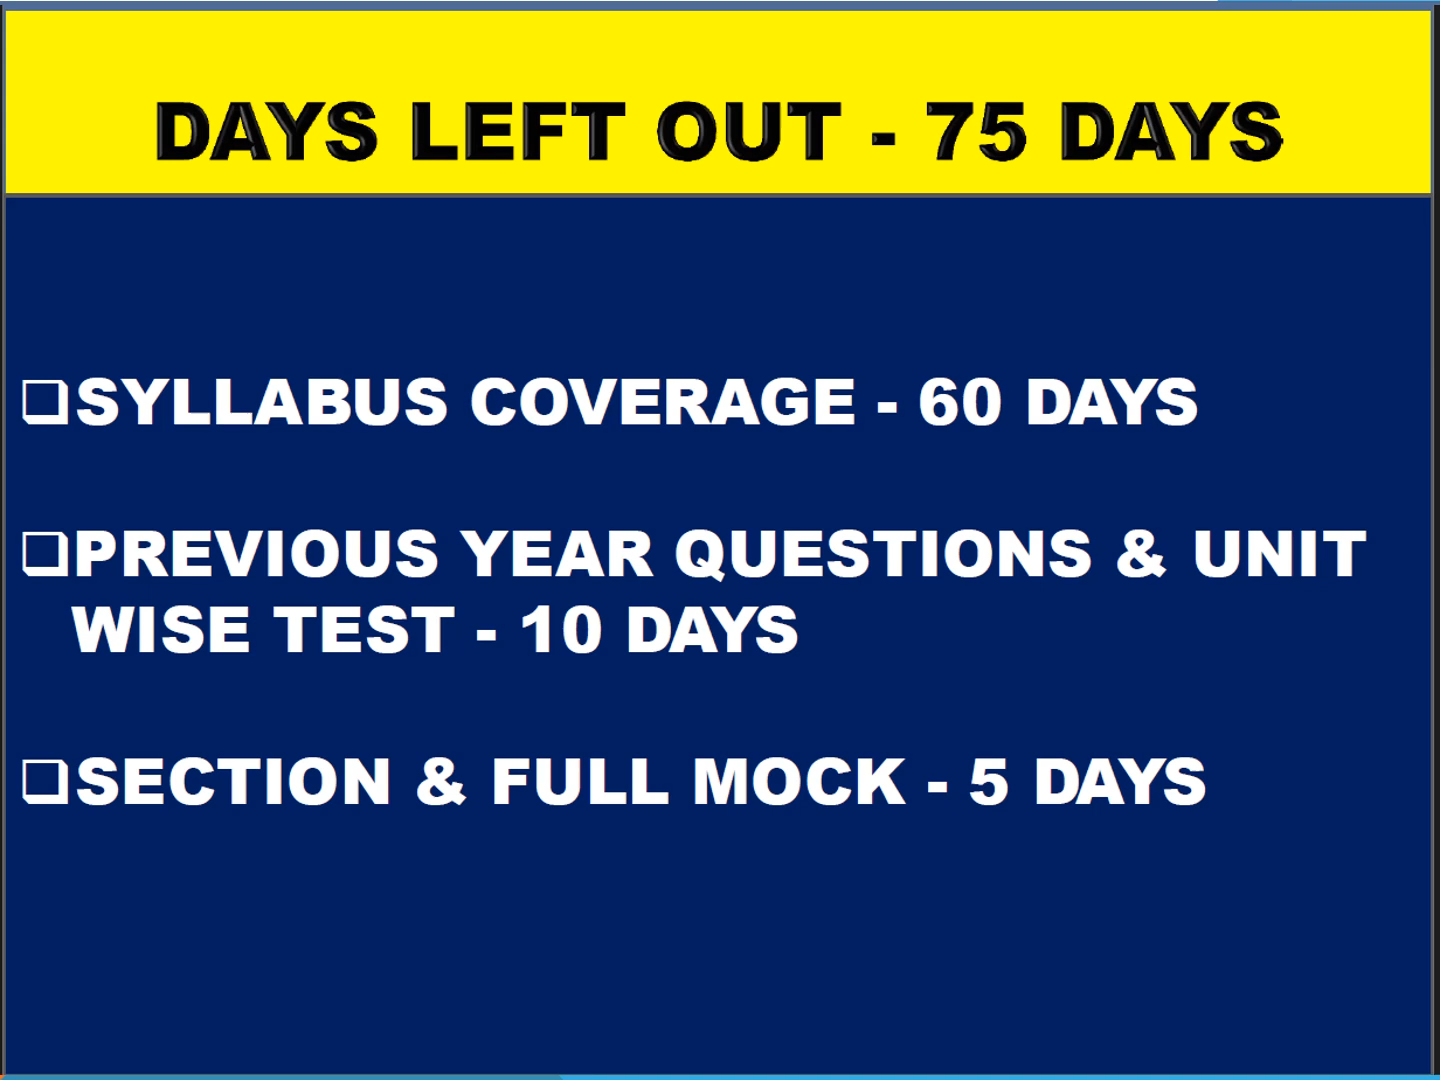 DAYS LEFT OUT - 75 DAYS
❑SYLLABUS COVERAGE - 60 DAYS
❑PREVIOUS YEAR QUESTIONS & UNIT
WISE TEST - 10 DAYS
❑SECTION & FULL MOCK - 5 DAYS